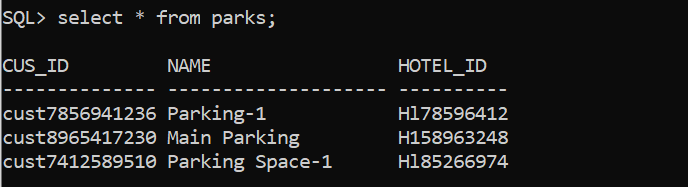 SQL> select * from parks;
CUS_ID NAME HOTEL_ID
-------------- -------------------- ----------
cust7856941236 Parking-1 Hl78596412
cust8965417230 Main Parking H158963248
cust7412589510 Parking Space-1 Hl85266974